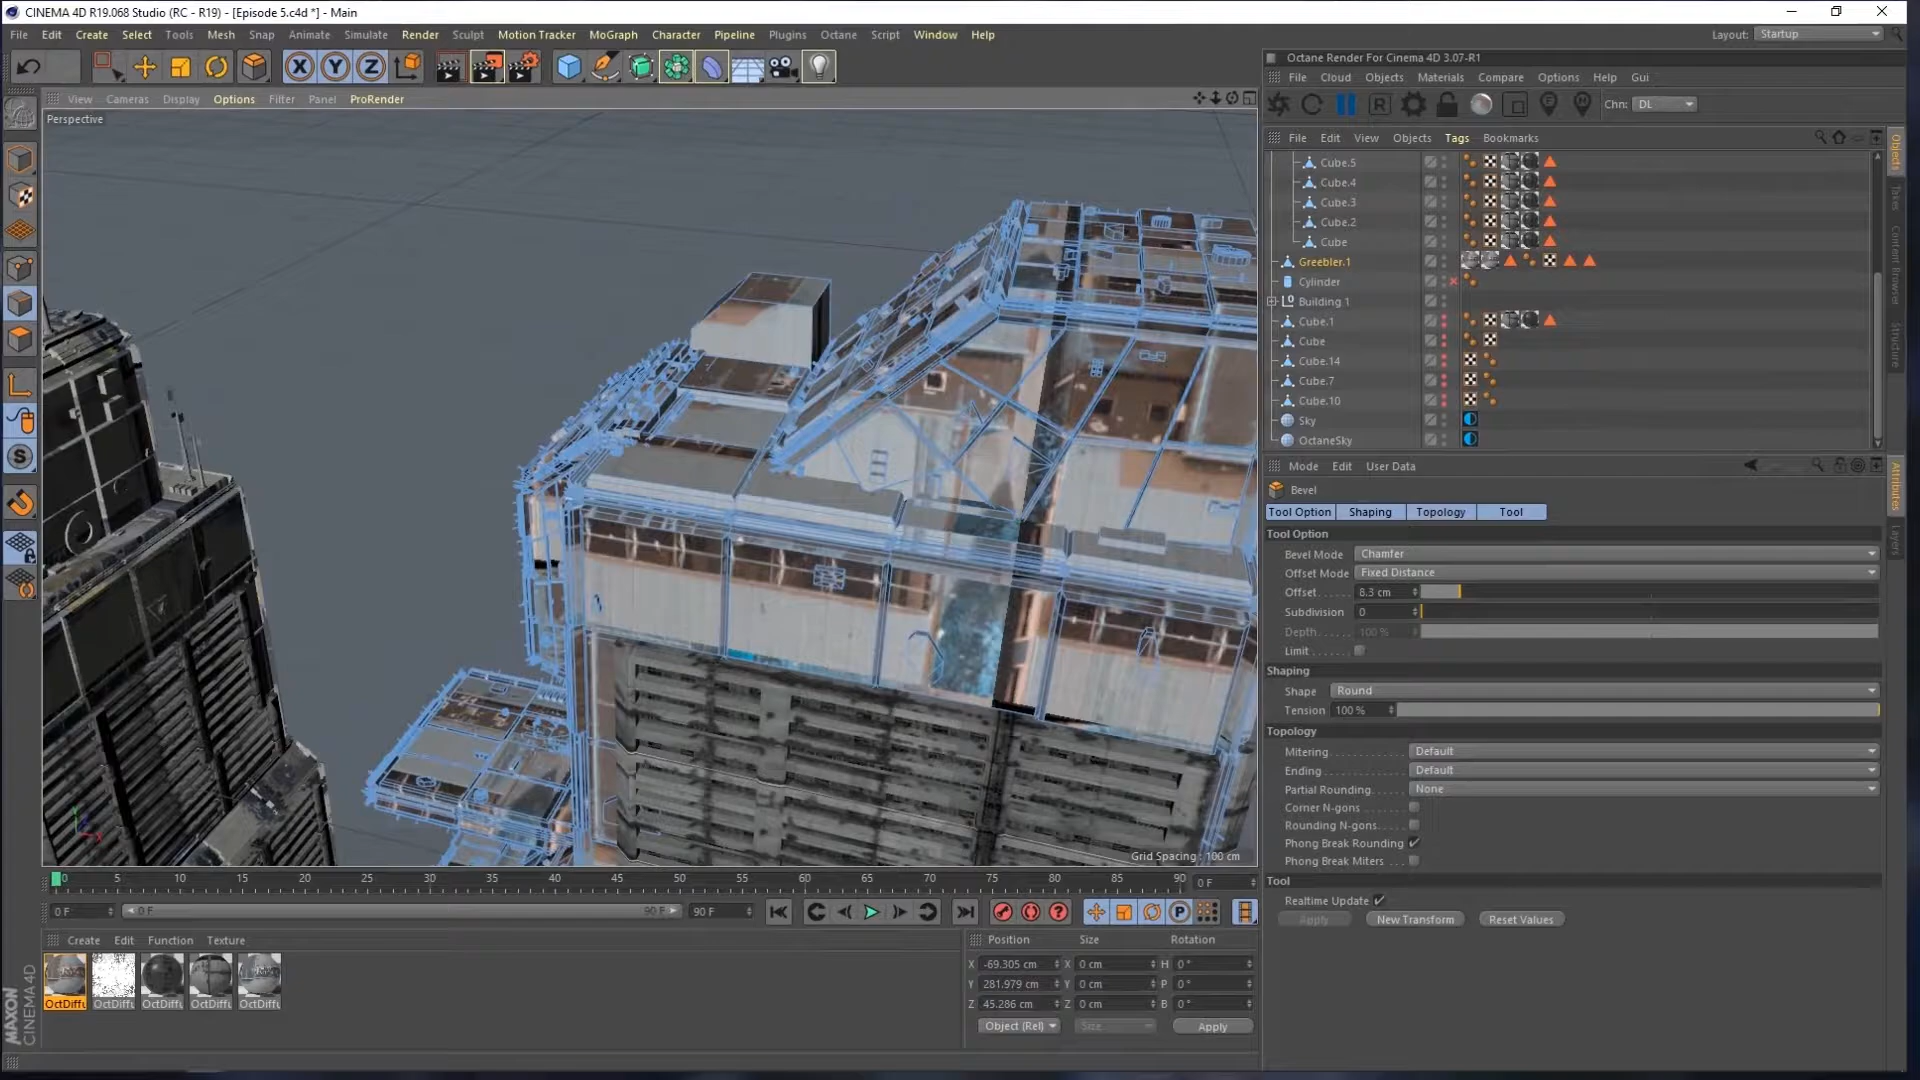 CINEMA 4D R19.068 Studio (RC - R19) - [Episode 5.c4d *] - Main
File Edit Create Select Tools Mesh Snap Animate Simulate Render Sculpt Motion Tracker MoGraph Character Pipeline Plugins Octane Script Window Help
Layout: Startup
Octane Render For Cinema 4D 3.07-R1
File Cloud Objects Materials Compare Options Help Gui
Chn: DL
View Cameras Display Options Filter Panel ProRender
Perspective
File Edit View Objects Tags Bookmarks
Cube.5
Cube.4
Cube.3
Cube.2
Cube
Greebler.1
Cylinder
Building 1
Cube.1
Cube
Cube.14
Cube.7
Cube.10
Sky
OctaneSky
Objects
Takes
Content Browser
Structure
Mode Edit User Data
Bevel
Tool Option Shaping Topology Tool
Tool Option
Bevel Mode Chamfer
Offset Mode Fixed Distance
Offset 8.3 cm
Subdivision 0
Depth 100 %
Limit
Shaping
Shape Round
Tension 100 %
Topology
Mitering Default
Ending Default
Partial Rounding None
Corner N-gons
Rounding N-gons
Phong Break Rounding
Phong Break Miters
Tool
Realtime Update
Apply New Transform Reset Values
Attributes
Layers
Grid Spacing : 100 cm
0 5 10 15 20 25 30 35 40 45 50 55 60 65 70 75 80 85 90 0 F
0 F 0 F 90 F 90 F
Create Edit Function Texture
OctDiffu OctDiffu OctDiffu OctDiffu OctDiffu
Position Size Rotation
X -69.305 cm X 0 cm H 0 °
Y 281.979 cm Y 0 cm P 0 °
Z 45.286 cm Z 0 cm B 0 °
Object (Rel) Size Apply
MAXON
CINEMA 4D